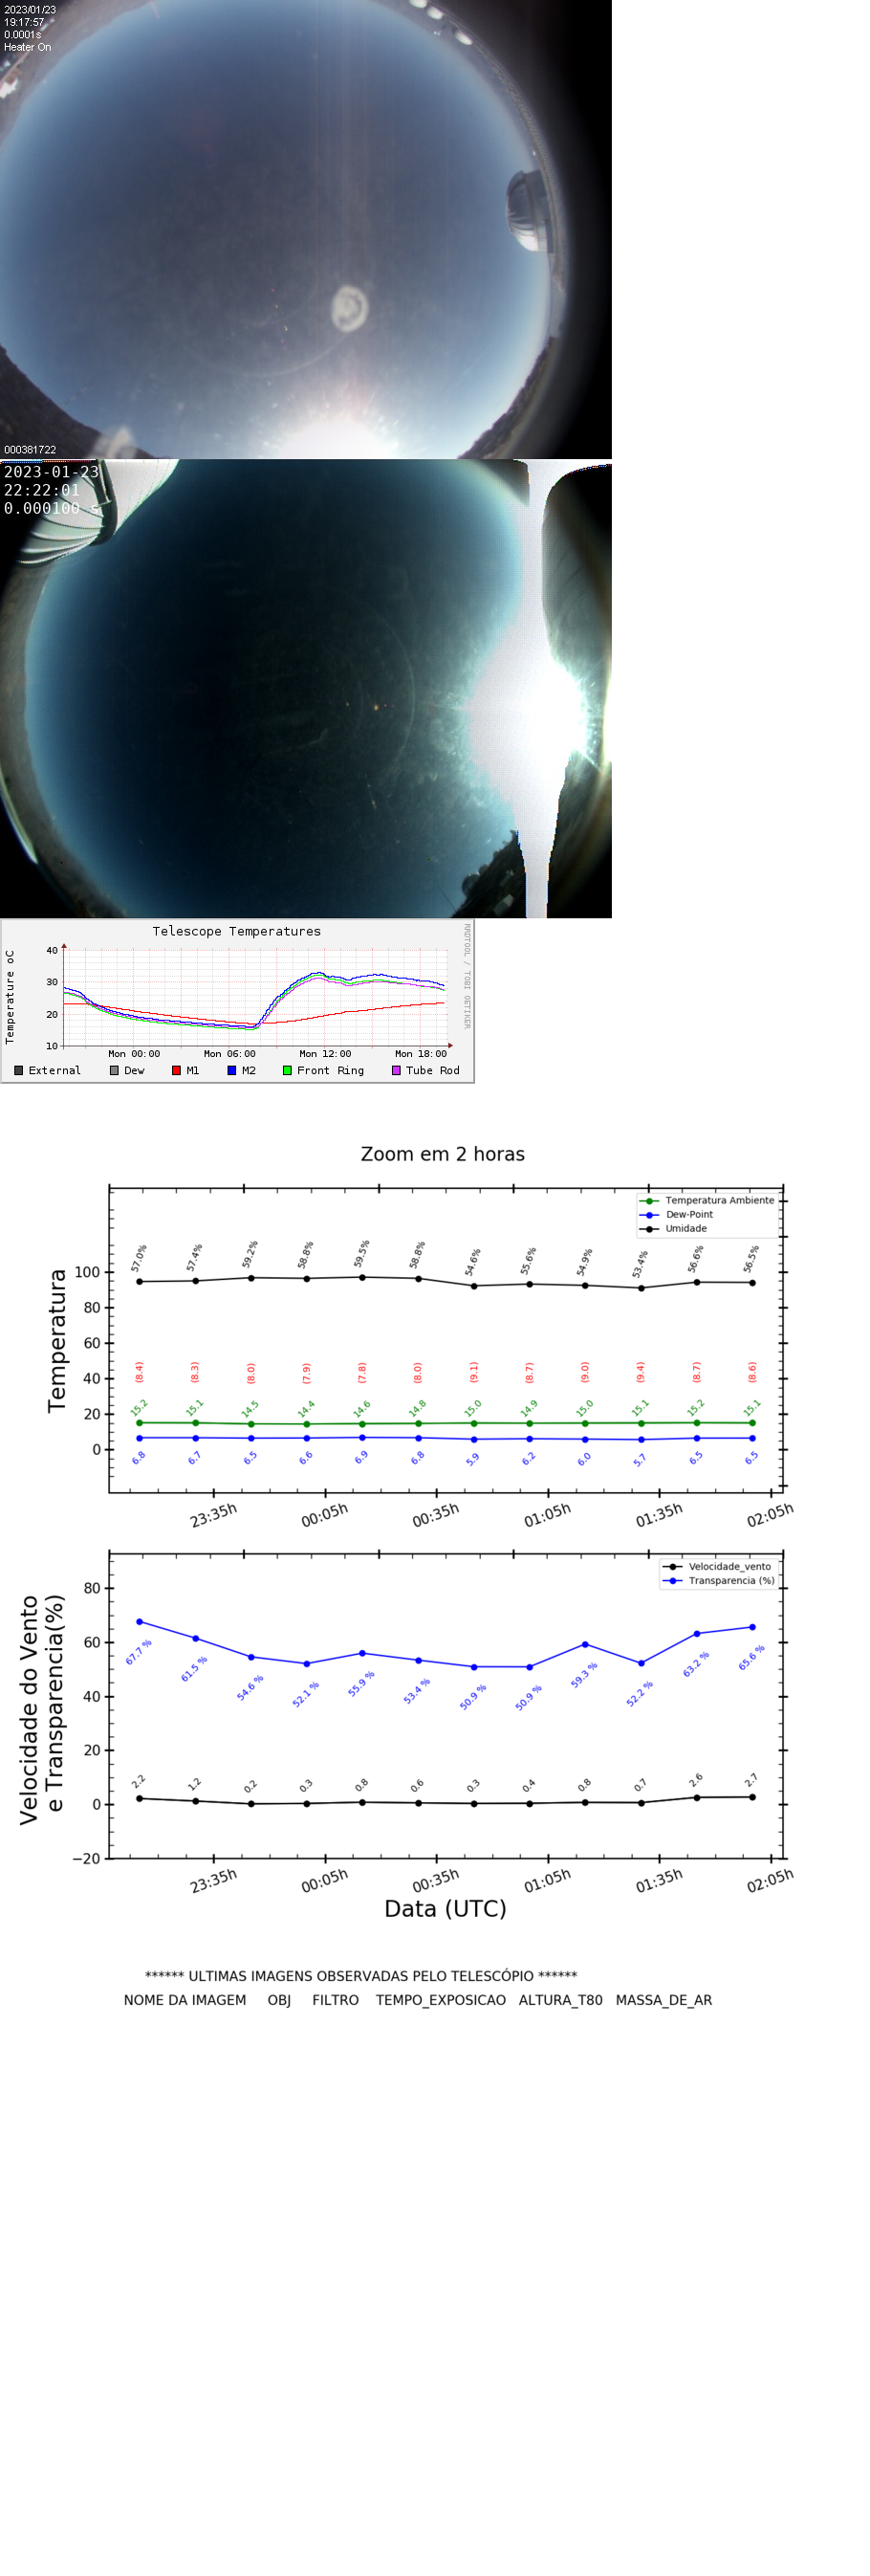 2023/01/23
19:17:57
0.0001s
Heater On
000381722
2023-01-23
22:22:01
0.000100 s
Telescope Temperatures
RRDTOOL / TOBI OETIKER
Temperature oC
40
30
20
10
Mon 00:00 Mon 06:00 Mon 12:00 Mon 18:00
External Dew M1 M2 Front Ring Tube Rod
Zoom em 2 horas
Temperatura Ambiente
Dew-Point
Umidade
Temperatura
100
80
60
40
20
0
57.0% 57.4% 59.2% 58.8% 59.5% 58.8% 54.6% 55.6% 54.9% 53.4% 56.6% 56.5%
(8.4) (8.3) (8.0) (7.9) (7.8) (8.0) (9.1) (8.7) (9.0) (9.4) (8.7) (8.6)
15.2 15.1 14.5 14.4 14.6 14.8 15.0 14.9 15.0 15.1 15.2 15.1
6.8 6.7 6.5 6.6 6.9 6.8 5.9 6.2 6.0 5.7 6.5 6.5
23:35h 00:05h 00:35h 01:05h 01:35h 02:05h
Velocidade_vento
Transparencia (%)
Velocidade do Vento
e Transparencia(%)
80
60
40
20
0
−20
67.7 % 61.5 % 54.6 % 52.1 % 55.9 % 53.4 % 50.9 % 50.9 % 59.3 % 52.2 % 63.2 % 65.6 %
2.2 1.2 0.2 0.3 0.8 0.6 0.3 0.4 0.8 0.7 2.6 2.7
23:35h 00:05h 00:35h 01:05h 01:35h 02:05h
Data (UTC)
****** ULTIMAS IMAGENS OBSERVADAS PELO TELESCÓPIO ******
NOME DA IMAGEM OBJ FILTRO TEMPO_EXPOSICAO ALTURA_T80 MASSA_DE_AR